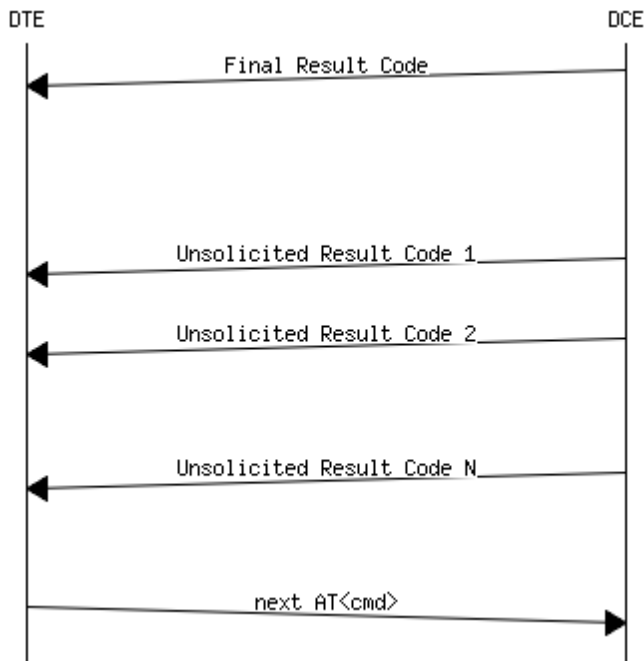 DTE DCE
Final Result Code
Unsolicited Result Code 1
Unsolicited Result Code 2
Unsolicited Result Code N
next AT<cmd>